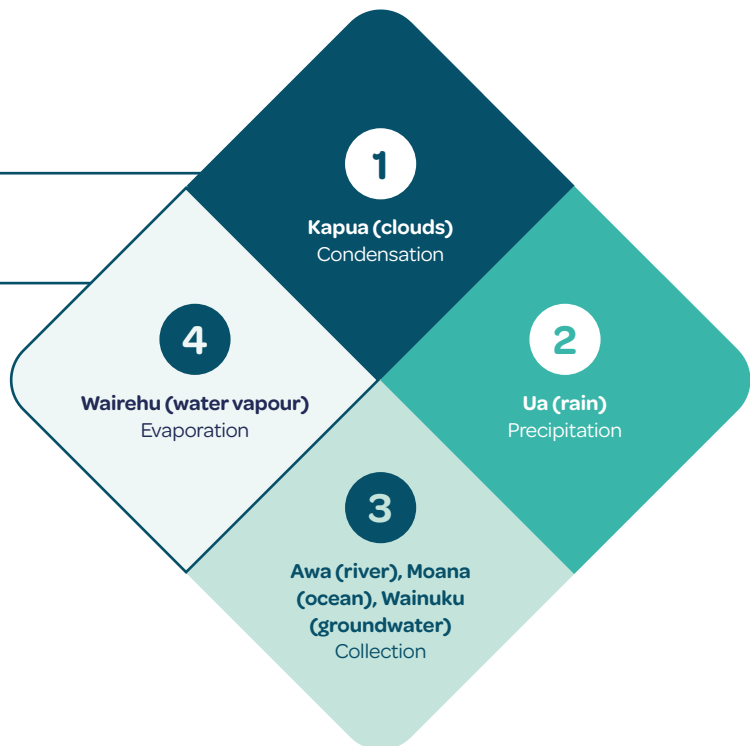 1
Kapua (clouds)
Condensation
2
Ua (rain)
Precipitation
3
Awa (river), Moana
(ocean), Wainuku
(groundwater)
Collection
4
Wairehu (water vapour)
Evaporation